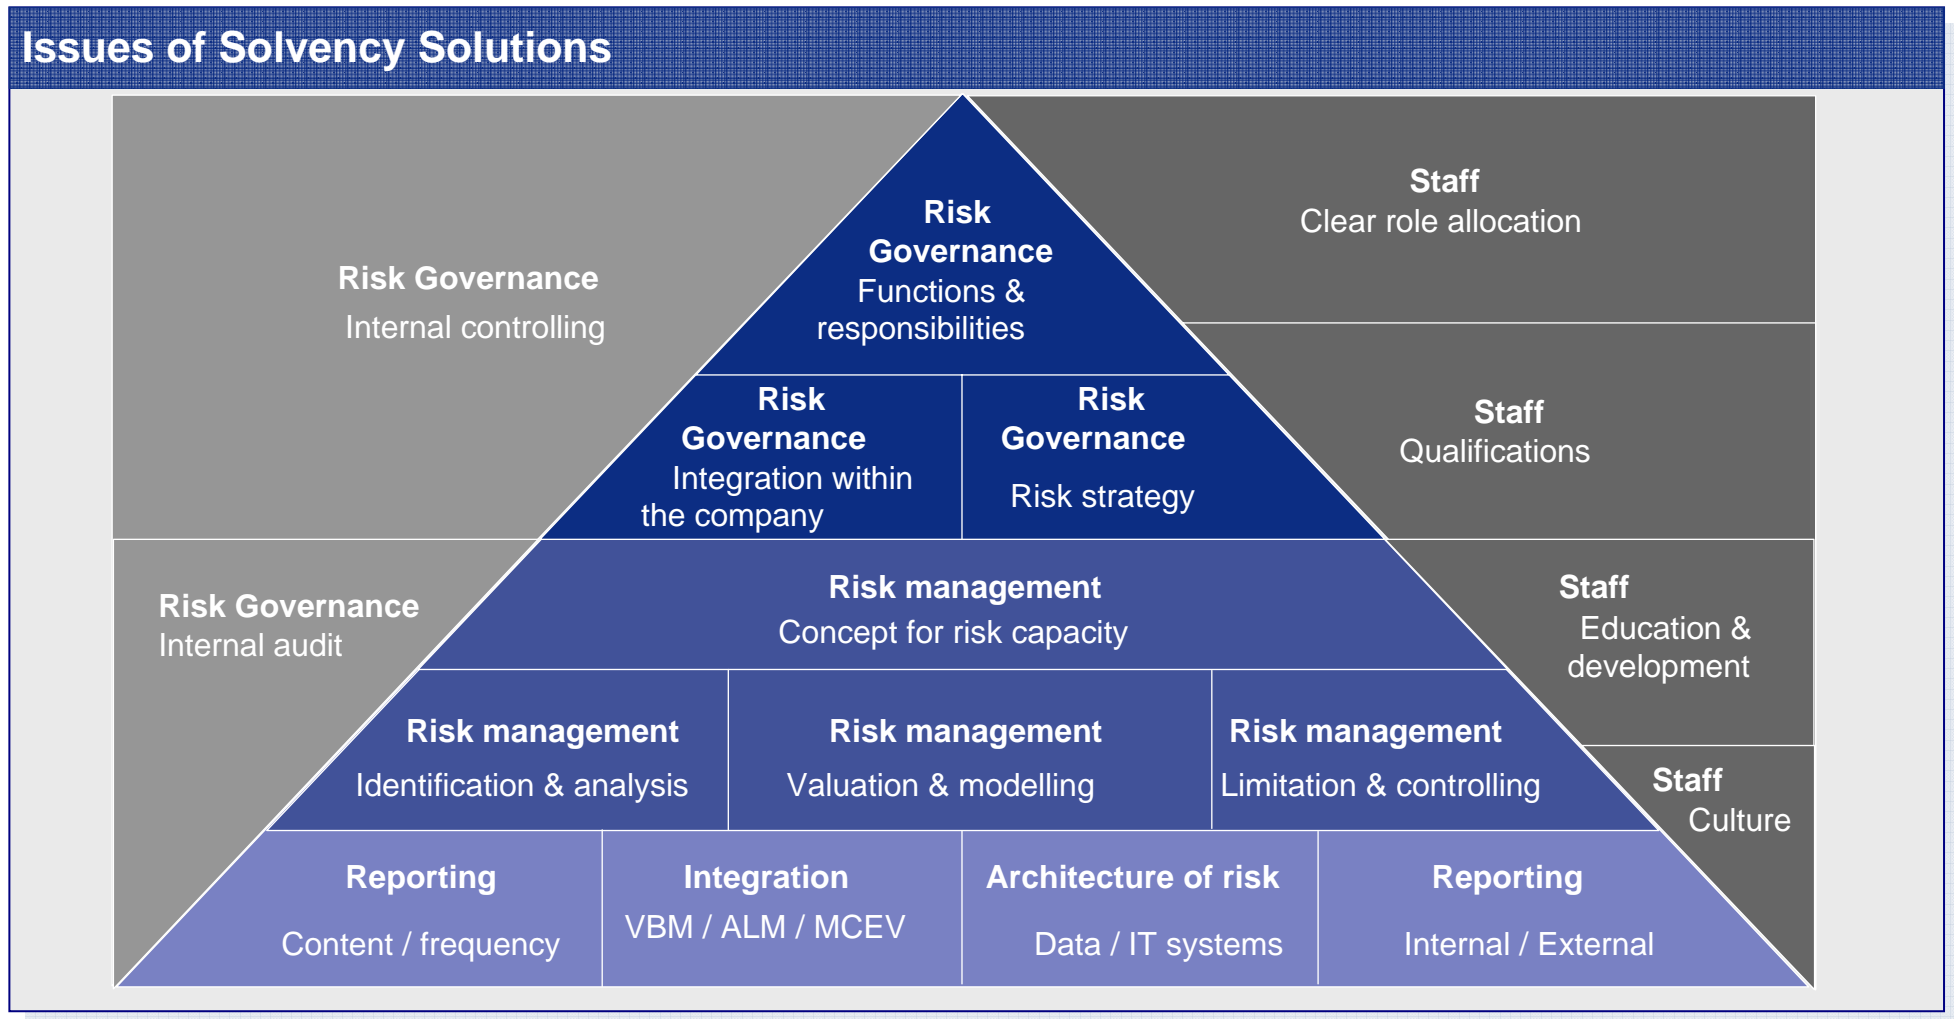 Issues of Solvency Solutions
Risk Governance
Internal controlling
Risk Governance
Internal audit
Risk
Governance
Functions &
responsibilities
Risk
Governance
Integration within
the company
Risk
Governance
Risk strategy
Risk management
Concept for risk capacity
Risk management
Identification & analysis
Risk management
Valuation & modelling
Risk management
Limitation & controlling
Reporting
Content / frequency
Integration
VBM / ALM / MCEV
Architecture of risk
Data / IT systems
Reporting
Internal / External
Staff
Clear role allocation
Staff
Qualifications
Staff
Education &
development
Staff
Culture